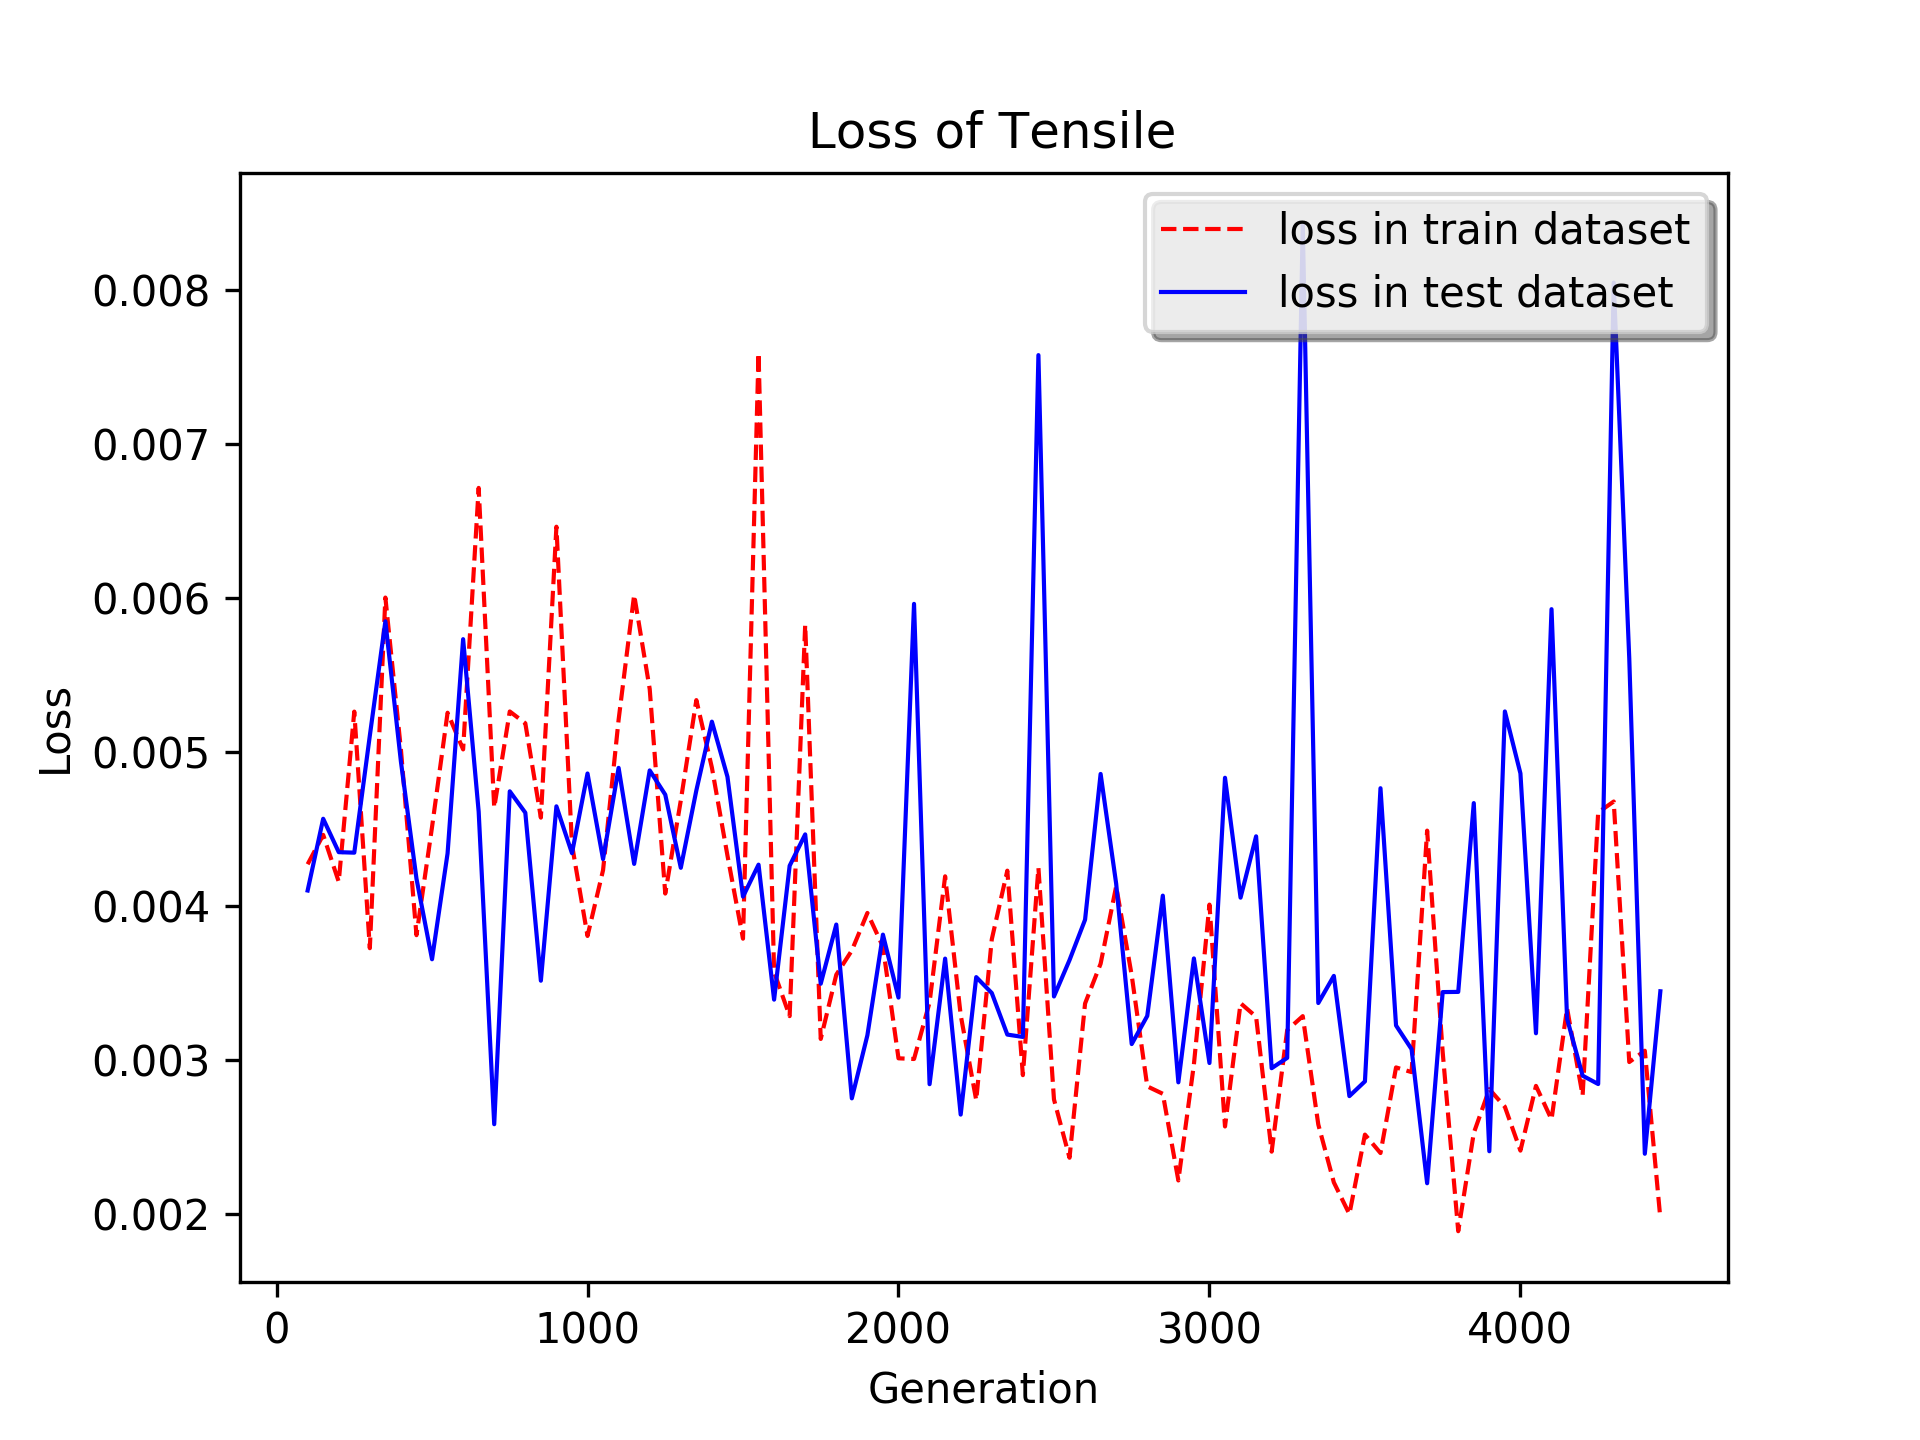 Loss of Tensile
loss in train dataset
loss in test dataset
0.008
0.007
0.006
0.005
0.004
0.003
0.002
Loss
0 1000 2000 3000 4000
Generation